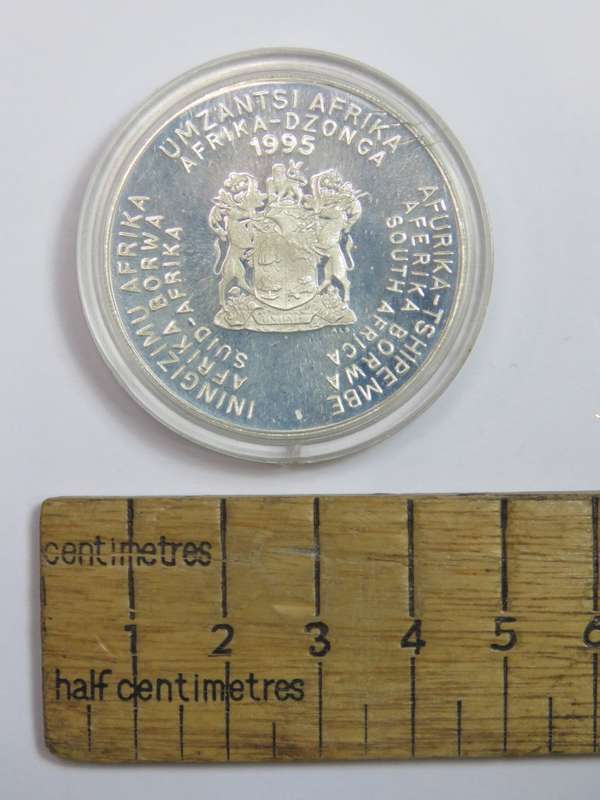 UMZANTSI AFRIKA
AFRIKA-DZONGA
1995
AFURIKA-TSHIPEMBE
AFERIKA BORWA
SOUTH AFRICA
ININGIZIMU AFRIKA
AFRIKA BORWA
SUID-AFRIKA
centimetres
1 2 3 4 5 6
half centimetres